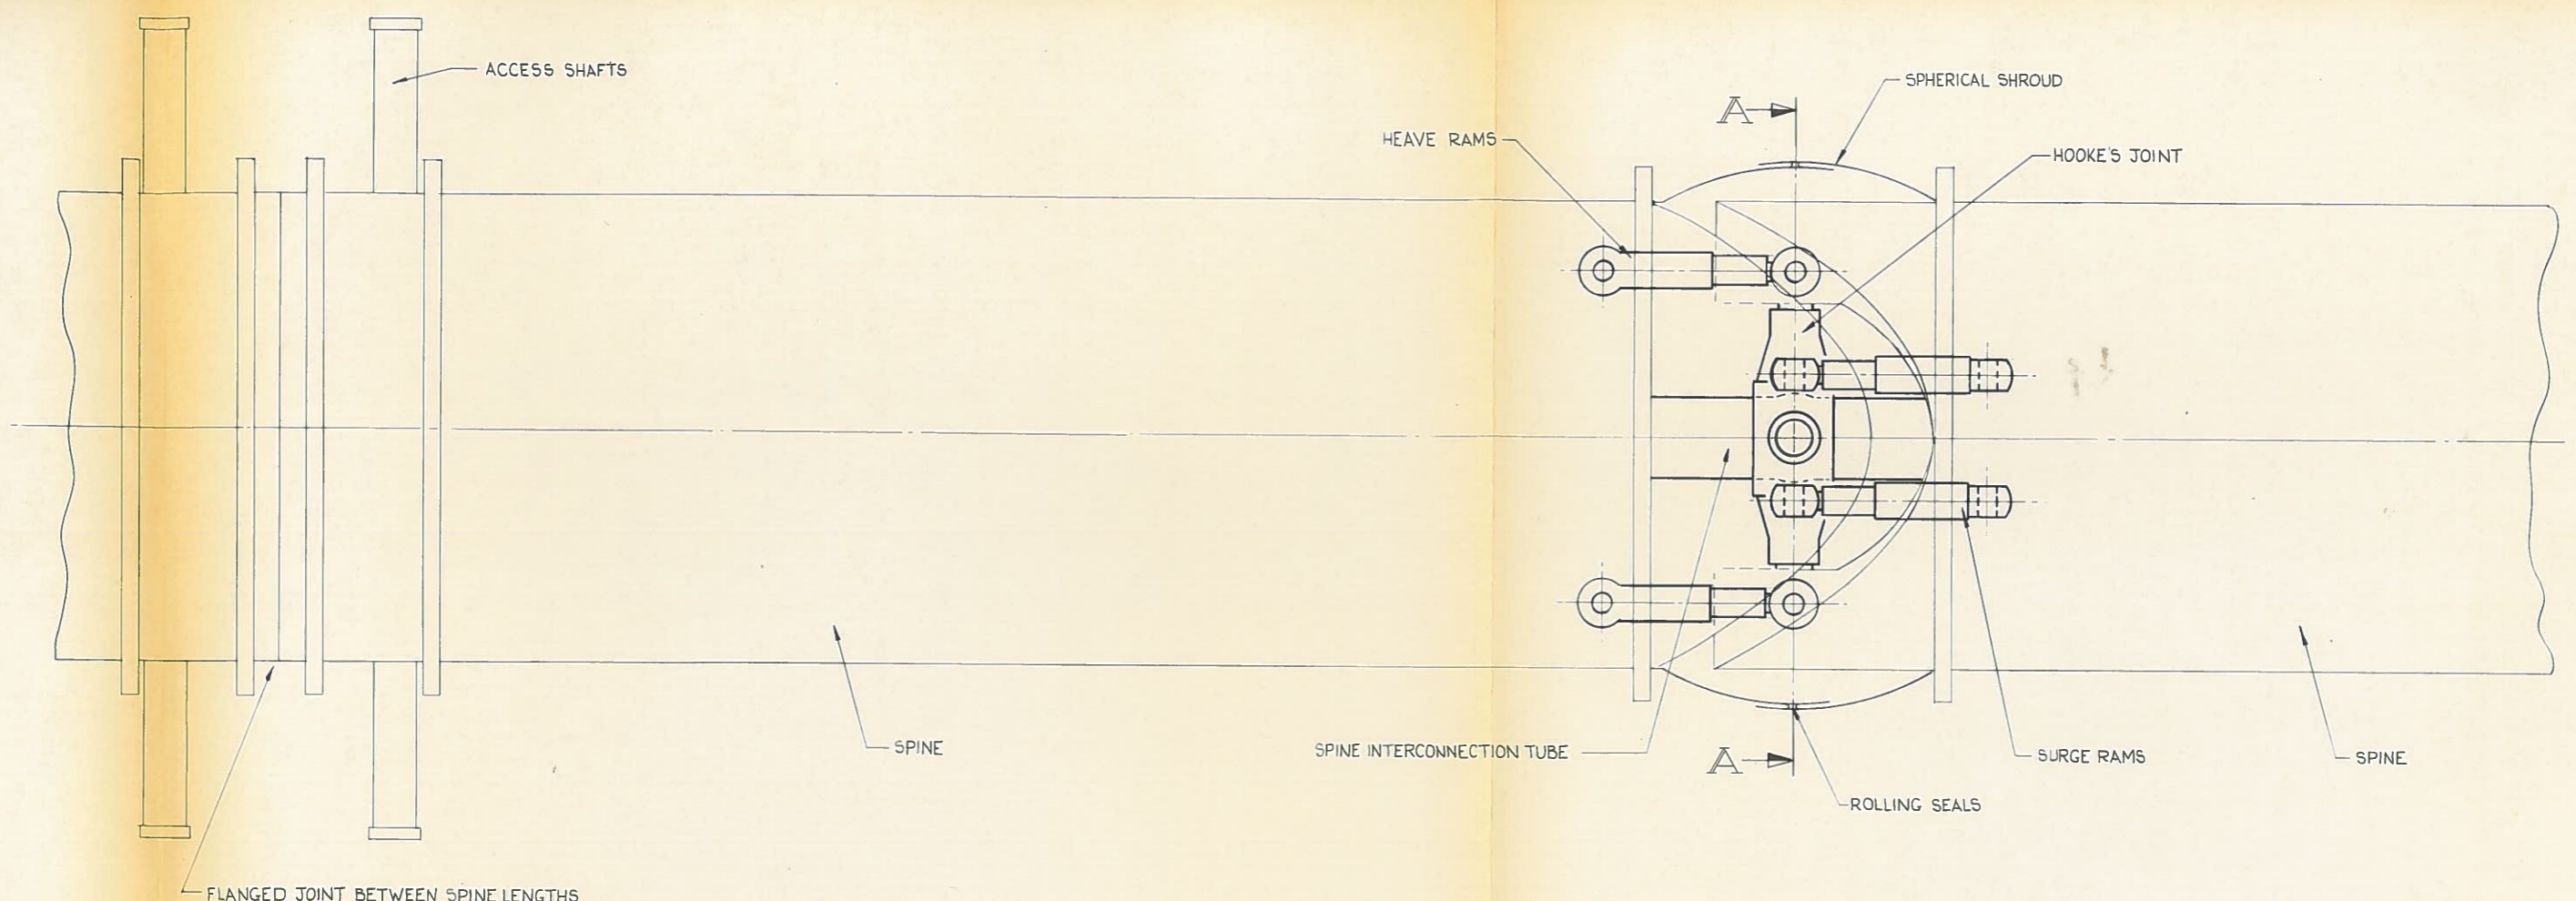 ACCESS SHAFTS
SPHERICAL SHROUD
A
HEAVE RAMS
HOOKE'S JOINT
SPINE
SPINE INTERCONNECTION TUBE
A
SURGE RAMS
SPINE
ROLLING SEALS
FLANGED JOINT BETWEEN SPINE LENGTHS